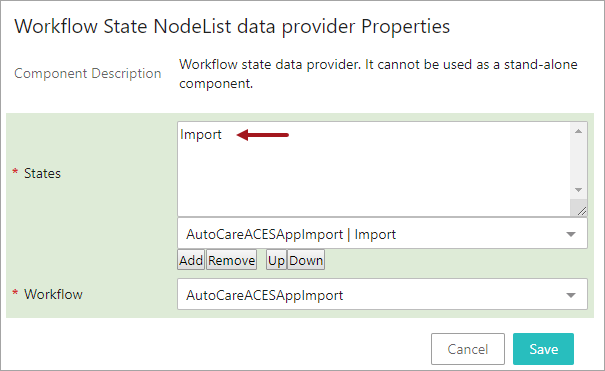 Workflow State NodeList data provider Properties
Component Description
Workflow state data provider. It cannot be used as a stand-alone
component.
* States
Import
AutoCareACESAppImport | Import
Add Remove Up Down
* Workflow
AutoCareACESAppImport
Cancel Save